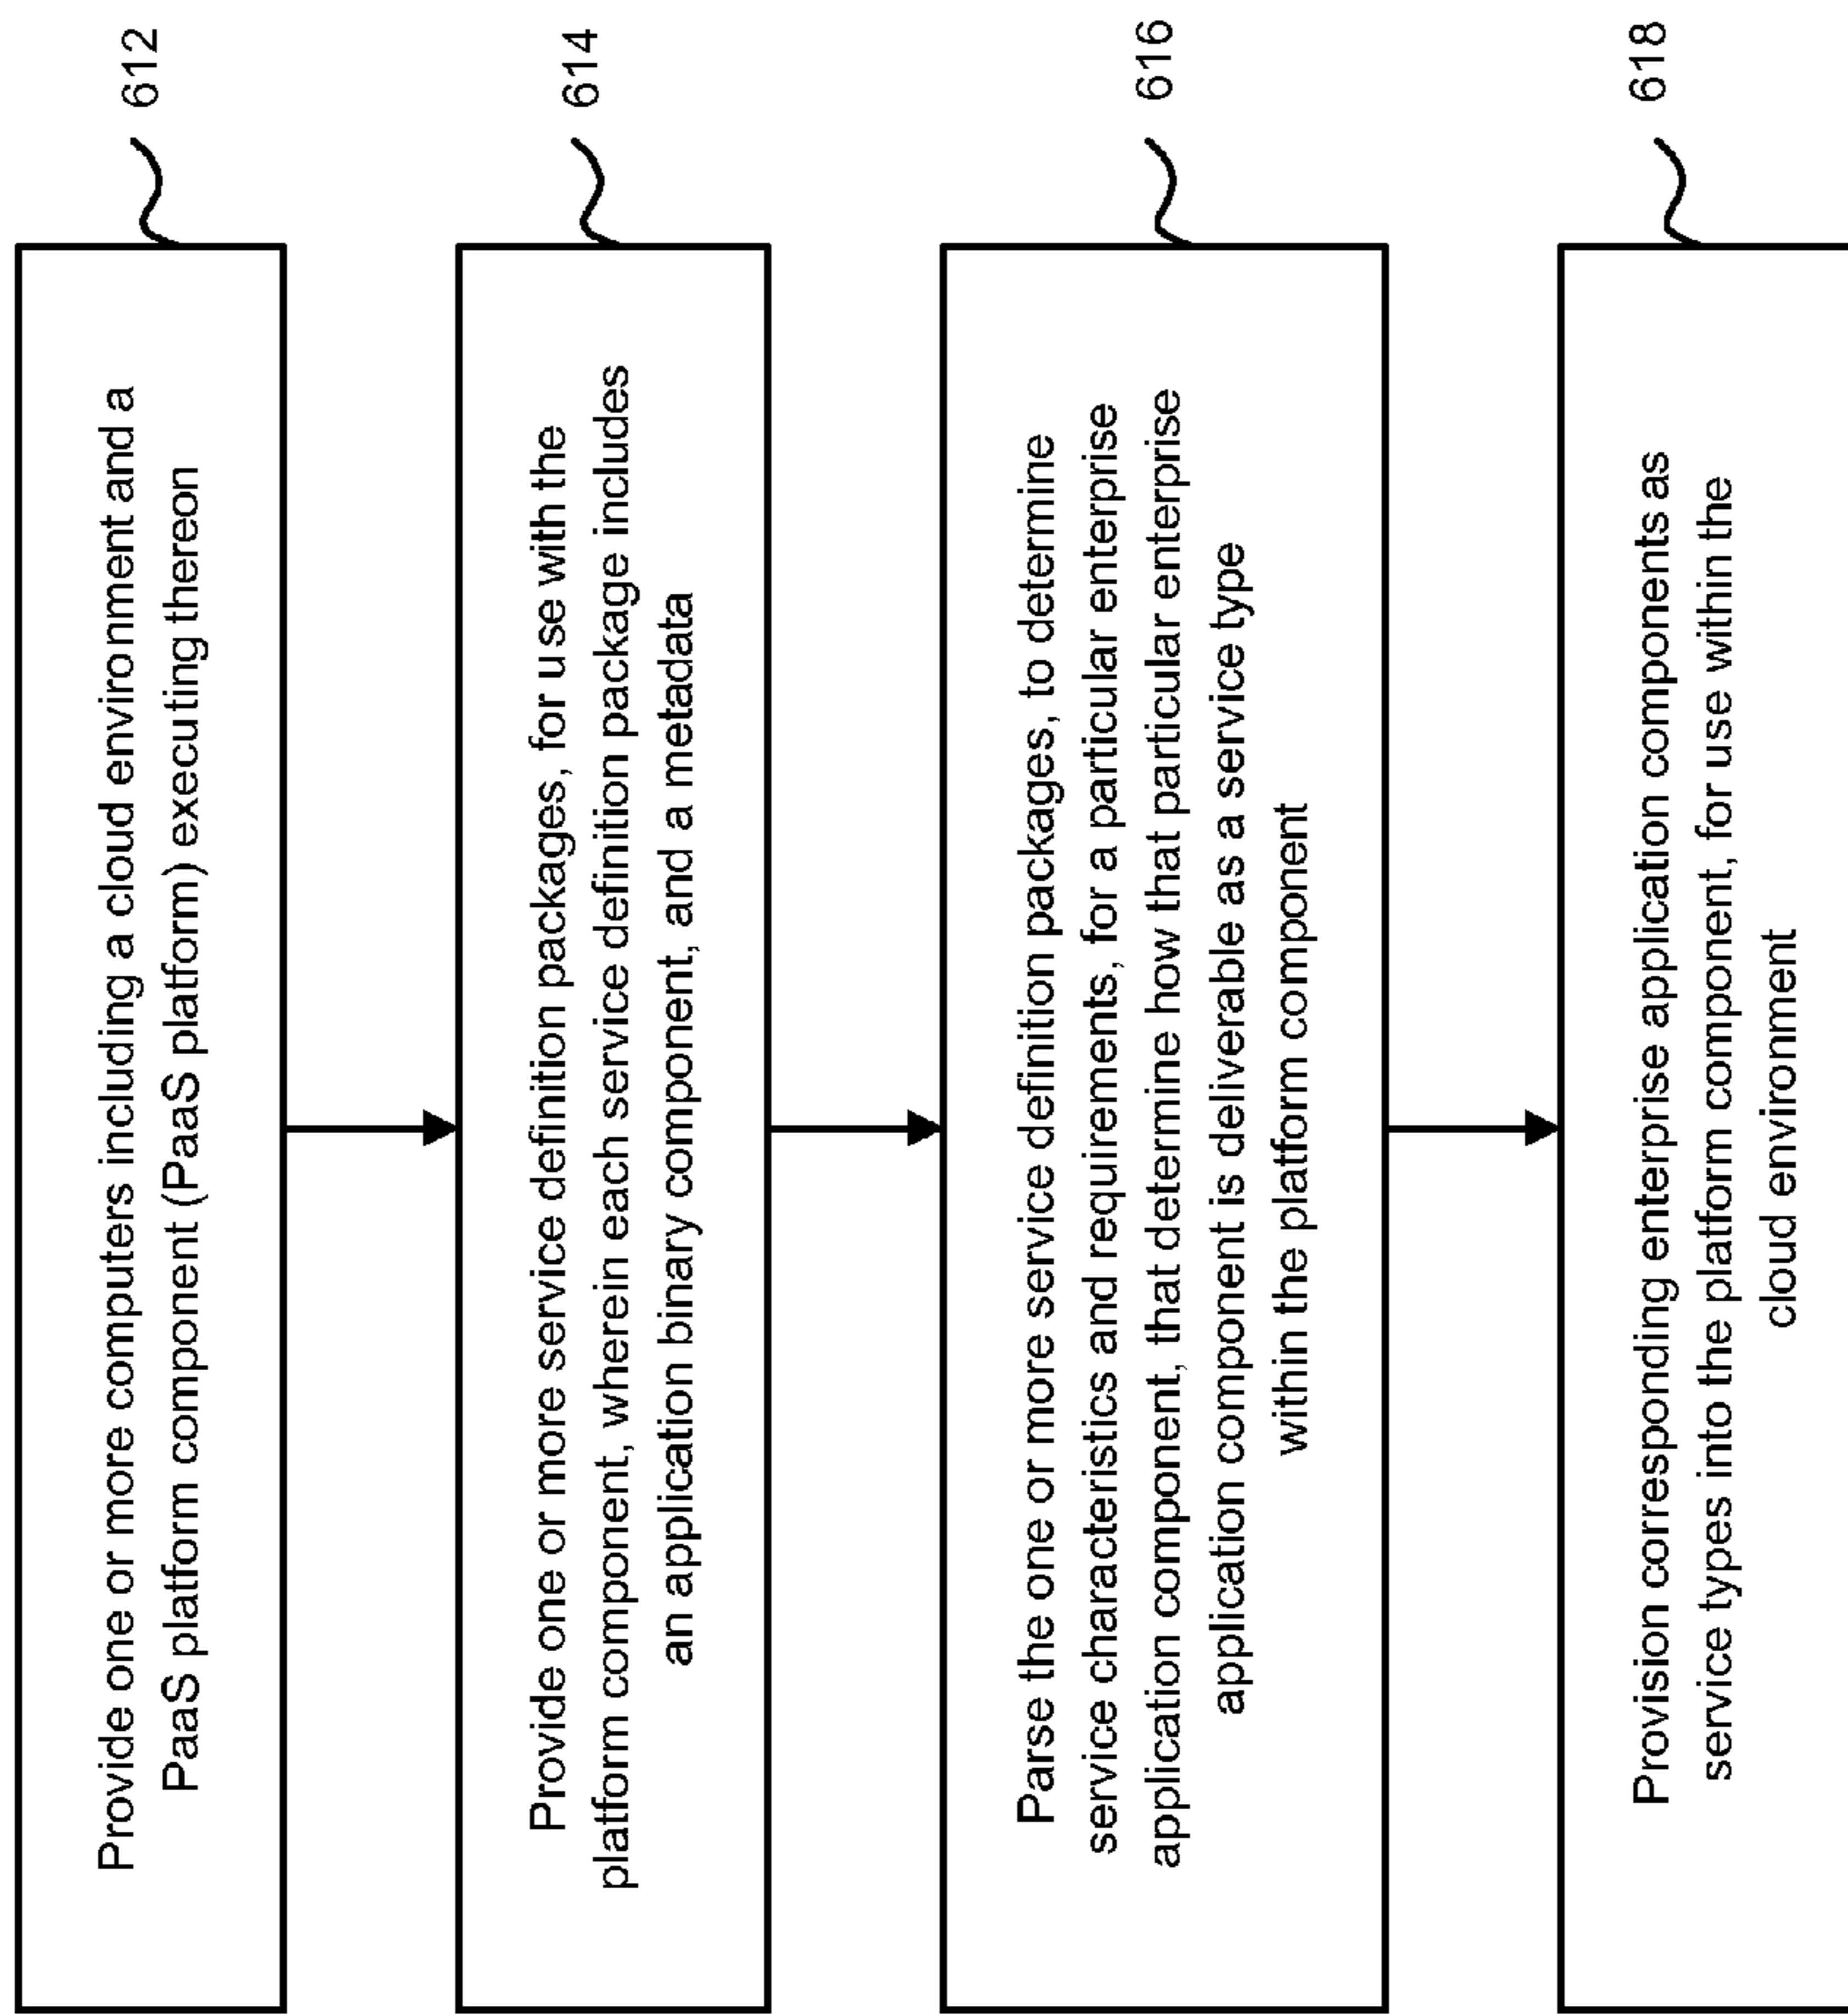 Provide one or more computers including a cloud environment and a
PaaS platform component (PaaS platform) executing thereon
612
Provide one or more service definition packages, for use with the
platform component, wherein each service definition package includes
an application binary component, and a metadata
614
Parse the one or more service definition packages, to determine
service characteristics and requirements, for a particular enterprise
application component, that determine how that particular enterprise
application component is deliverable as a service type
within the platform component
616
Provision corresponding enterprise application components as
service types into the platform component, for use within the
cloud environment
618